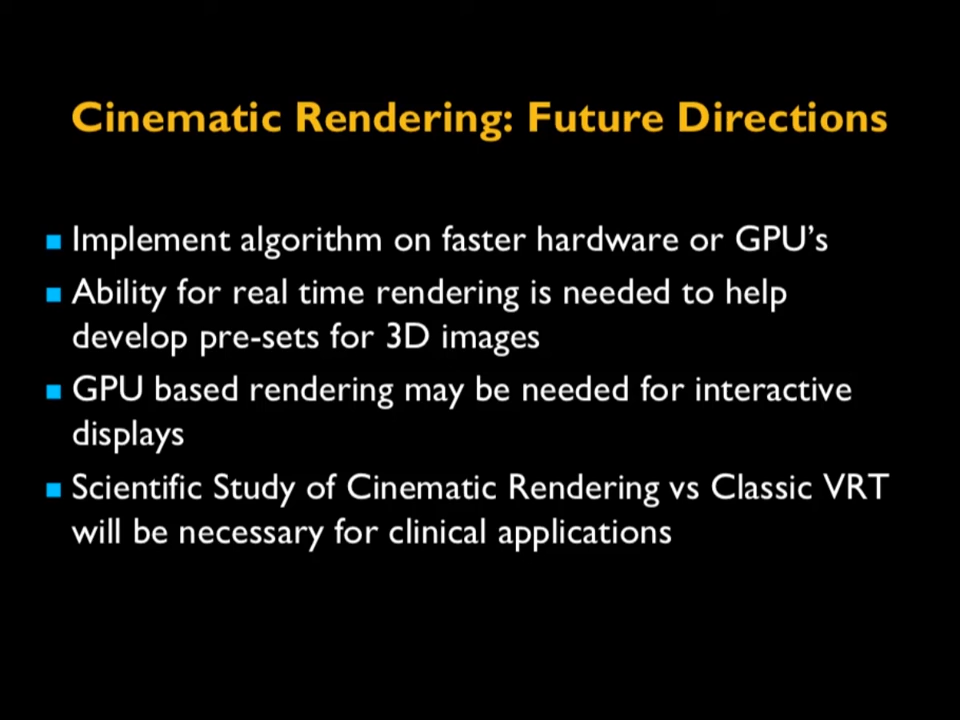 Cinematic Rendering: Future Directions
Implement algorithm on faster hardware or GPU's
Ability for real time rendering is needed to help
develop pre-sets for 3D images
GPU based rendering may be needed for interactive
displays
Scientific Study of Cinematic Rendering vs Classic VRT
will be necessary for clinical applications